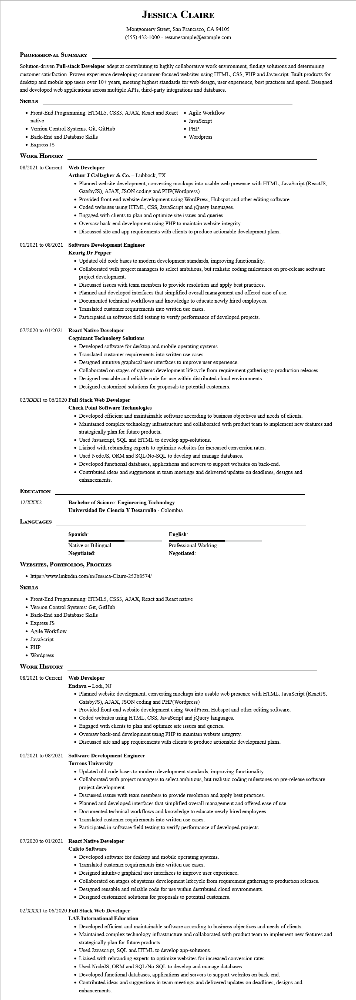 Jessica Claire
Montgomery Street, San Francisco, CA 94105
(555) 432-1000 - resumesample@example.com
Professional Summary
Solution-driven Full-stack Developer adept at contributing to highly collaborative work environment, finding solutions and determining
customer satisfaction. Proven experience developing consumer-focused websites using HTML, CSS, PHP and Javascript. Built products for
desktop and mobile app users over 10+ years, meeting highest standards for web design, user experience, best practices and speed. Designed
and developed web applications across multiple APIs, third-party integrations and databases.
Skills
• Front-End Programming: HTML5, CSS3, AJAX, React and React
native
• Version Control Systems: Git, GitHub
• Back-End and Database Skills
• Express JS
• Agile Workflow
• JavaScript
• PHP
• Wordpress
Work History
08/2021 to Current Web Developer
Arthur J Gallagher & Co. – Lubbock, TX
• Planned website development, converting mockups into usable web presence with HTML, JavaScript (ReactJS,
GatsbyJS), AJAX, JSON coding and PHP(Wordpress)
• Provided front-end website development using WordPress, Hubspot and other editing software.
• Coded websites using HTML, CSS, JavaScript and jQuery languages.
• Engaged with clients to plan and optimize site issues and queries.
• Oversaw back-end development using PHP to maintain website integrity.
• Discussed site and app requirements with clients to produce actionable development plans.
01/2021 to 08/2021 Software Development Engineer
Keurig Dr Pepper
• Updated old code bases to modern development standards, improving functionality.
• Collaborated with project managers to select ambitious, but realistic coding milestones on pre-release software
project development.
• Discussed issues with team members to provide resolution and apply best practices.
• Planned and developed interfaces that simplified overall management and offered ease of use.
• Documented technical workflows and knowledge to educate newly hired employees.
• Translated customer requirements into written use cases.
• Participated in software field testing to verify performance of developed projects.
07/2020 to 01/2021 React Native Developer
Cognizant Technology Solutions
• Developed software for desktop and mobile operating systems.
• Translated customer requirements into written use cases.
• Designed intuitive graphical user interfaces to improve user experience.
• Collaborated on stages of systems development lifecycle from requirement gathering to production releases.
• Designed reusable and reliable code for use within distributed cloud environments.
• Designed customized solutions for proposals to potential customers.
02/XXX1 to 06/2020 Full Stack Web Developer
Check Point Software Technologies
• Developed efficient and maintainable software according to business objectives and needs of clients.
• Maintained complex technology infrastructure and collaborated with product team to implement new features and
strategically plan for future products.
• Used Javascript, SQL and HTML to develop app-solutions.
• Liaised with rebranding experts to optimize websites for increased conversion rates.
• Used NodeJS, ORM and SQL/No-SQL to develop and manage databases.
• Developed functional databases, applications and servers to support websites on back-end.
• Contributed ideas and suggestions in team meetings and delivered updates on deadlines, designs and
enhancements.
Education
12/XXX2 Bachelor of Science: Engineering Technology
Universidad De Ciencia Y Desarrollo - Colombia
Languages
Spanish: English:
Native or Bilingual Professional Working
Negotiated: Negotiated:
Websites, Portfolios, Profiles
• https://www.linkedin.com/in/Jessica-Claire-252b8574/
Skills
• Front-End Programming: HTML5, CSS3, AJAX, React and React native
• Version Control Systems: Git, GitHub
• Back-End and Database Skills
• Express JS
• Agile Workflow
• JavaScript
• PHP
• Wordpress
Work History
08/2021 to Current Web Developer
Endava – Lodi, NJ
• Planned website development, converting mockups into usable web presence with HTML, JavaScript (ReactJS,
GatsbyJS), AJAX, JSON coding and PHP(Wordpress)
• Provided front-end website development using WordPress, Hubspot and other editing software.
• Coded websites using HTML, CSS, JavaScript and jQuery languages.
• Engaged with clients to plan and optimize site issues and queries.
• Oversaw back-end development using PHP to maintain website integrity.
• Discussed site and app requirements with clients to produce actionable development plans.
01/2021 to 08/2021 Software Development Engineer
Torrens University
• Updated old code bases to modern development standards, improving functionality.
• Collaborated with project managers to select ambitious, but realistic coding milestones on pre-release software
project development.
• Discussed issues with team members to provide resolution and apply best practices.
• Planned and developed interfaces that simplified overall management and offered ease of use.
• Documented technical workflows and knowledge to educate newly hired employees.
• Translated customer requirements into written use cases.
• Participated in software field testing to verify performance of developed projects.
07/2020 to 01/2021 React Native Developer
Cafeto Software
• Developed software for desktop and mobile operating systems.
• Translated customer requirements into written use cases.
• Designed intuitive graphical user interfaces to improve user experience.
• Collaborated on stages of systems development lifecycle from requirement gathering to production releases.
• Designed reusable and reliable code for use within distributed cloud environments.
• Designed customized solutions for proposals to potential customers.
02/XXX1 to 06/2020 Full Stack Web Developer
LAE International Education
• Developed efficient and maintainable software according to business objectives and needs of clients.
• Maintained complex technology infrastructure and collaborated with product team to implement new features and
strategically plan for future products.
• Used Javascript, SQL and HTML to develop app-solutions.
• Liaised with rebranding experts to optimize websites for increased conversion rates.
• Used NodeJS, ORM and SQL/No-SQL to develop and manage databases.
• Developed functional databases, applications and servers to support websites on back-end.
• Contributed ideas and suggestions in team meetings and delivered updates on deadlines, designs and
enhancements.